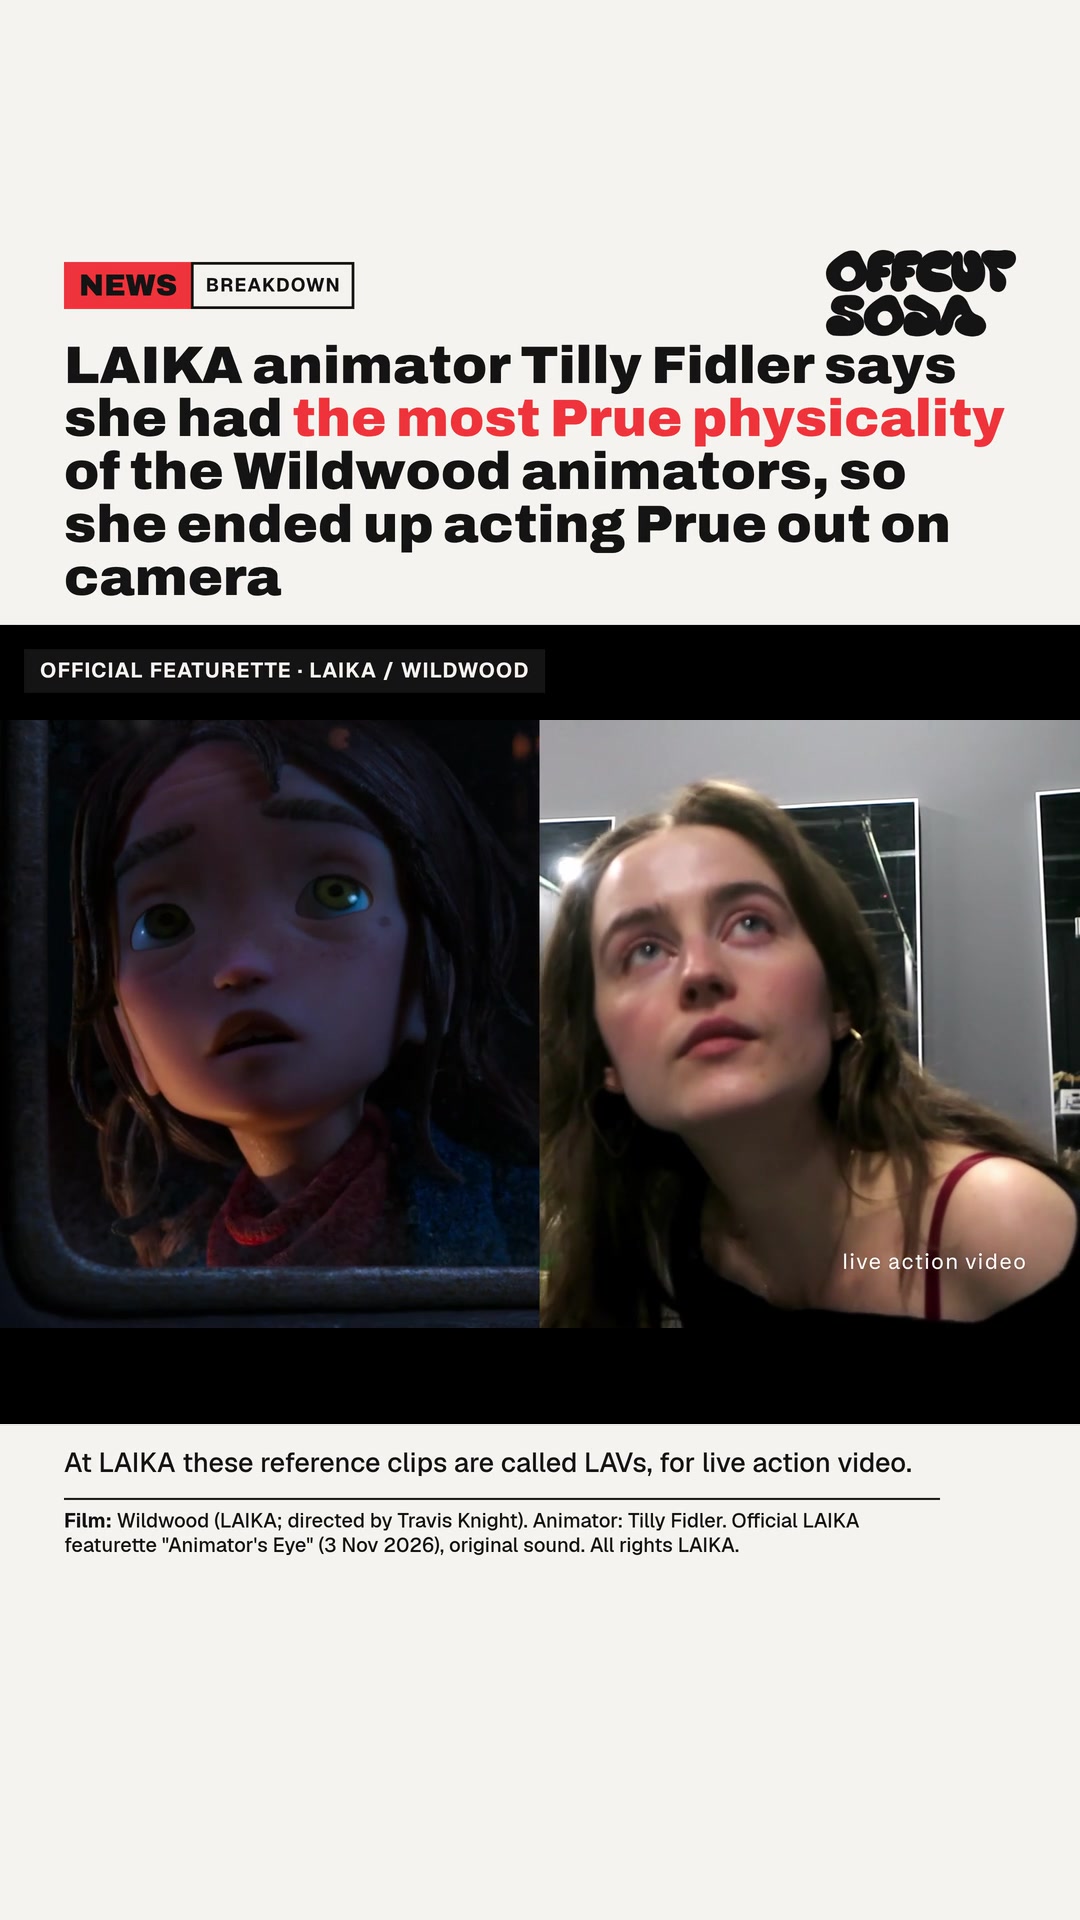 NEWS BREAKDOWN
OFFCUT
SODA
LAIKA animator Tilly Fidler says
she had the most Prue physicality
of the Wildwood animators, so
she ended up acting Prue out on
camera
OFFICIAL FEATURETTE · LAIKA / WILDWOOD
live action video
At LAIKA these reference clips are called LAVs, for live action video.
Film: Wildwood (LAIKA; directed by Travis Knight). Animator: Tilly Fidler. Official LAIKA
featurette "Animator's Eye" (3 Nov 2026), original sound. All rights LAIKA.